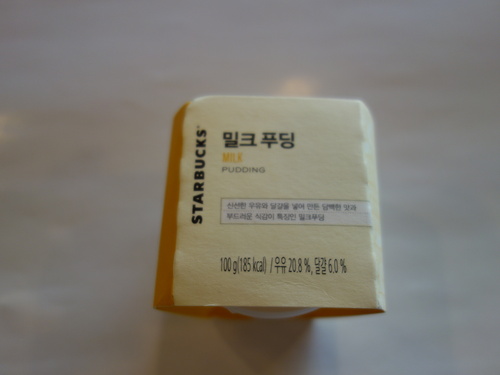 STARBUCKS
밀크 푸딩
MILK
PUDDING
신선한 우유와 달걀을 넣어 만든 담백한 맛과
부드러운 식감이 특징인 밀크푸딩
100 g(185 kcal) / 우유 20.8 %, 달걀 6.0 %